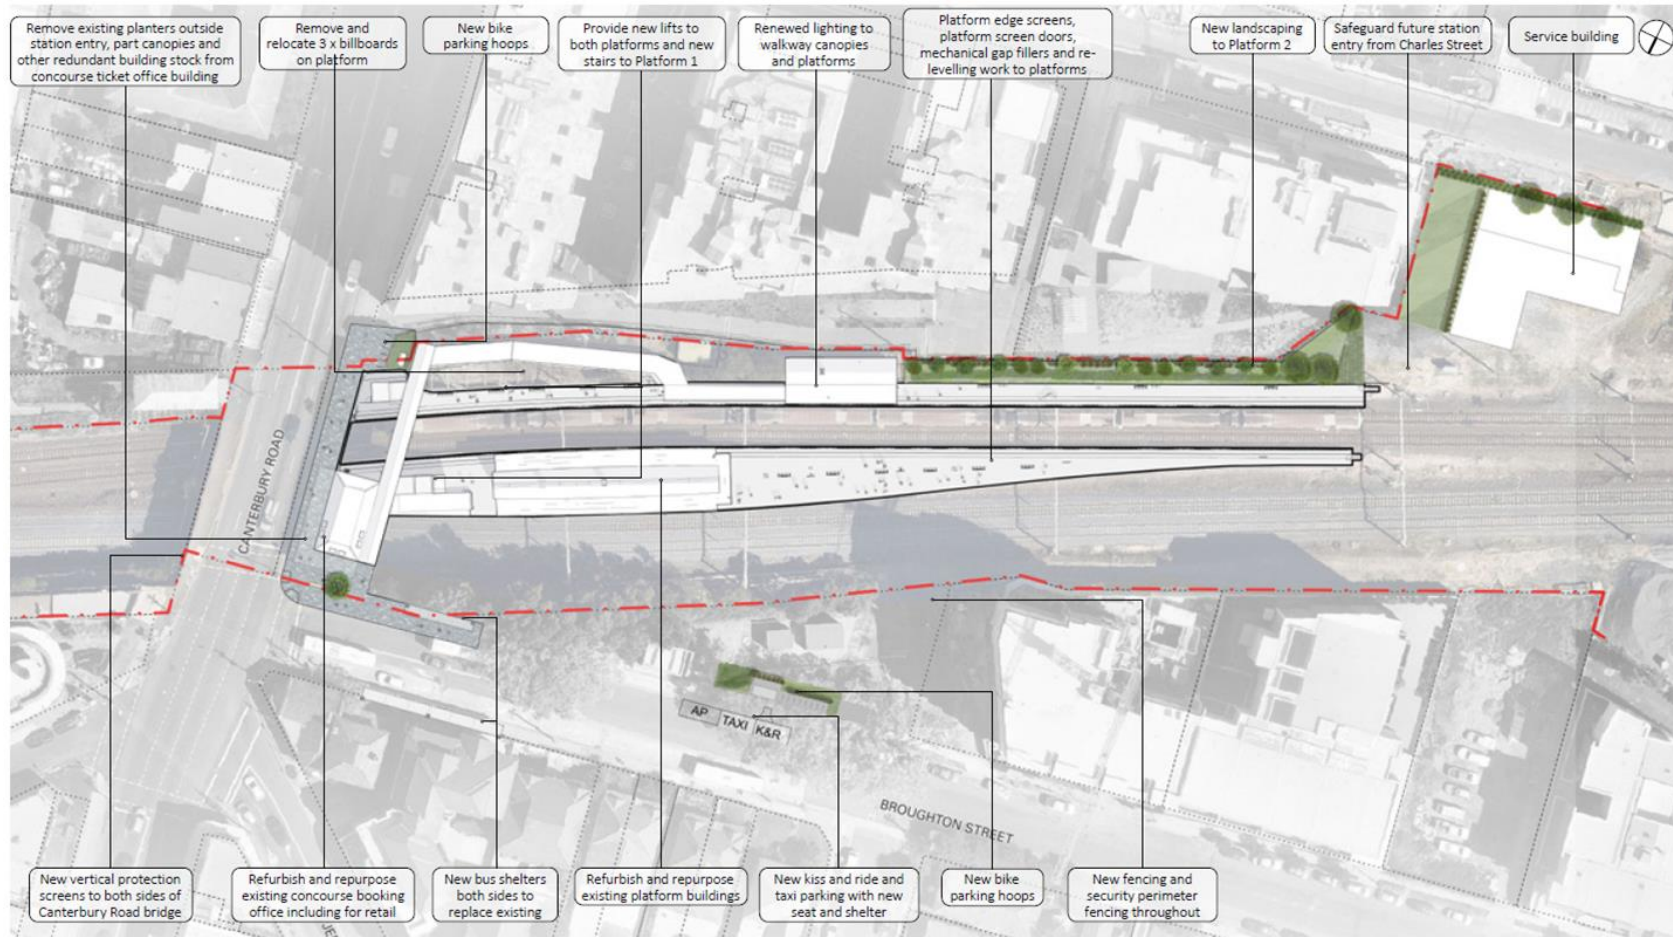 Remove existing planters outside
station entry, part canopies and
other redundant building stock from
concourse ticket office building
Remove and
relocate 3 x billboards
on platform
New bike
parking hoops
Provide new lifts to
both platforms and new
stairs to Platform 1
Renewed lighting to
walkway canopies
and platforms
Platform edge screens,
platform screen doors,
mechanical gap fillers and re-
levelling work to platforms
New landscaping
to Platform 2
Safeguard future station
entry from Charles Street
Service building
CANTERBURY ROAD
AP
TAXI
K&R
BROUGHTON STREET
New vertical protection
screens to both sides of
Canterbury Road bridge
Refurbish and repurpose
existing concourse booking
office including for retail
New bus shelters
both sides to
replace existing
Refurbish and repurpose
existing platform buildings
New kiss and ride and
taxi parking with new
seat and shelter
New bike
parking hoops
New fencing and
security perimeter
fencing throughout